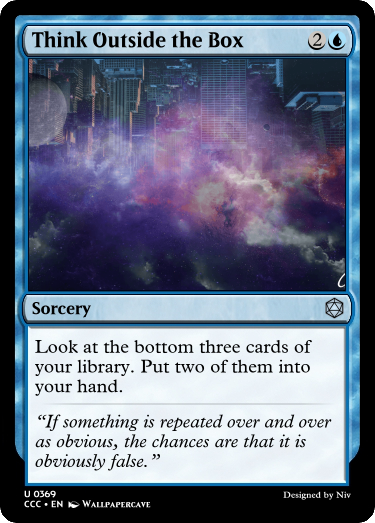 Think Outside the Box 2
Sorcery
Look at the bottom three cards of
your library. Put two of them into
your hand.
“If something is repeated over and over
as obvious, the chances are that it is
obviously false.”
U 0369
Designed by Niv
CCC • EN Wallpapercave